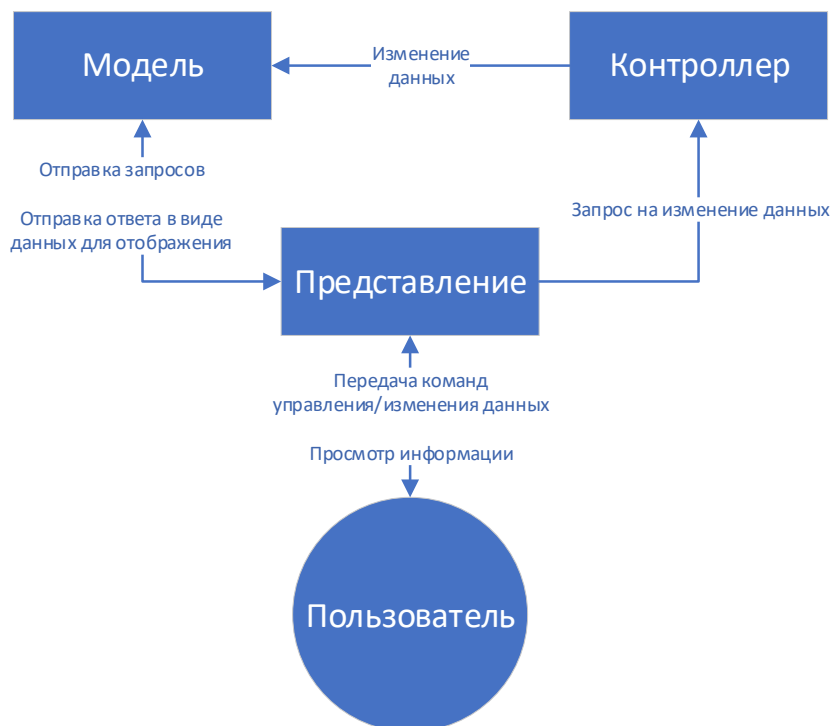 Модель
Изменение
данных
Контроллер
Отправка запросов
Отправка ответа в виде
данных для отображения
Запрос на изменение данных
Представление
Передача команд
управления/изменения данных
Просмотр информации
Пользователь